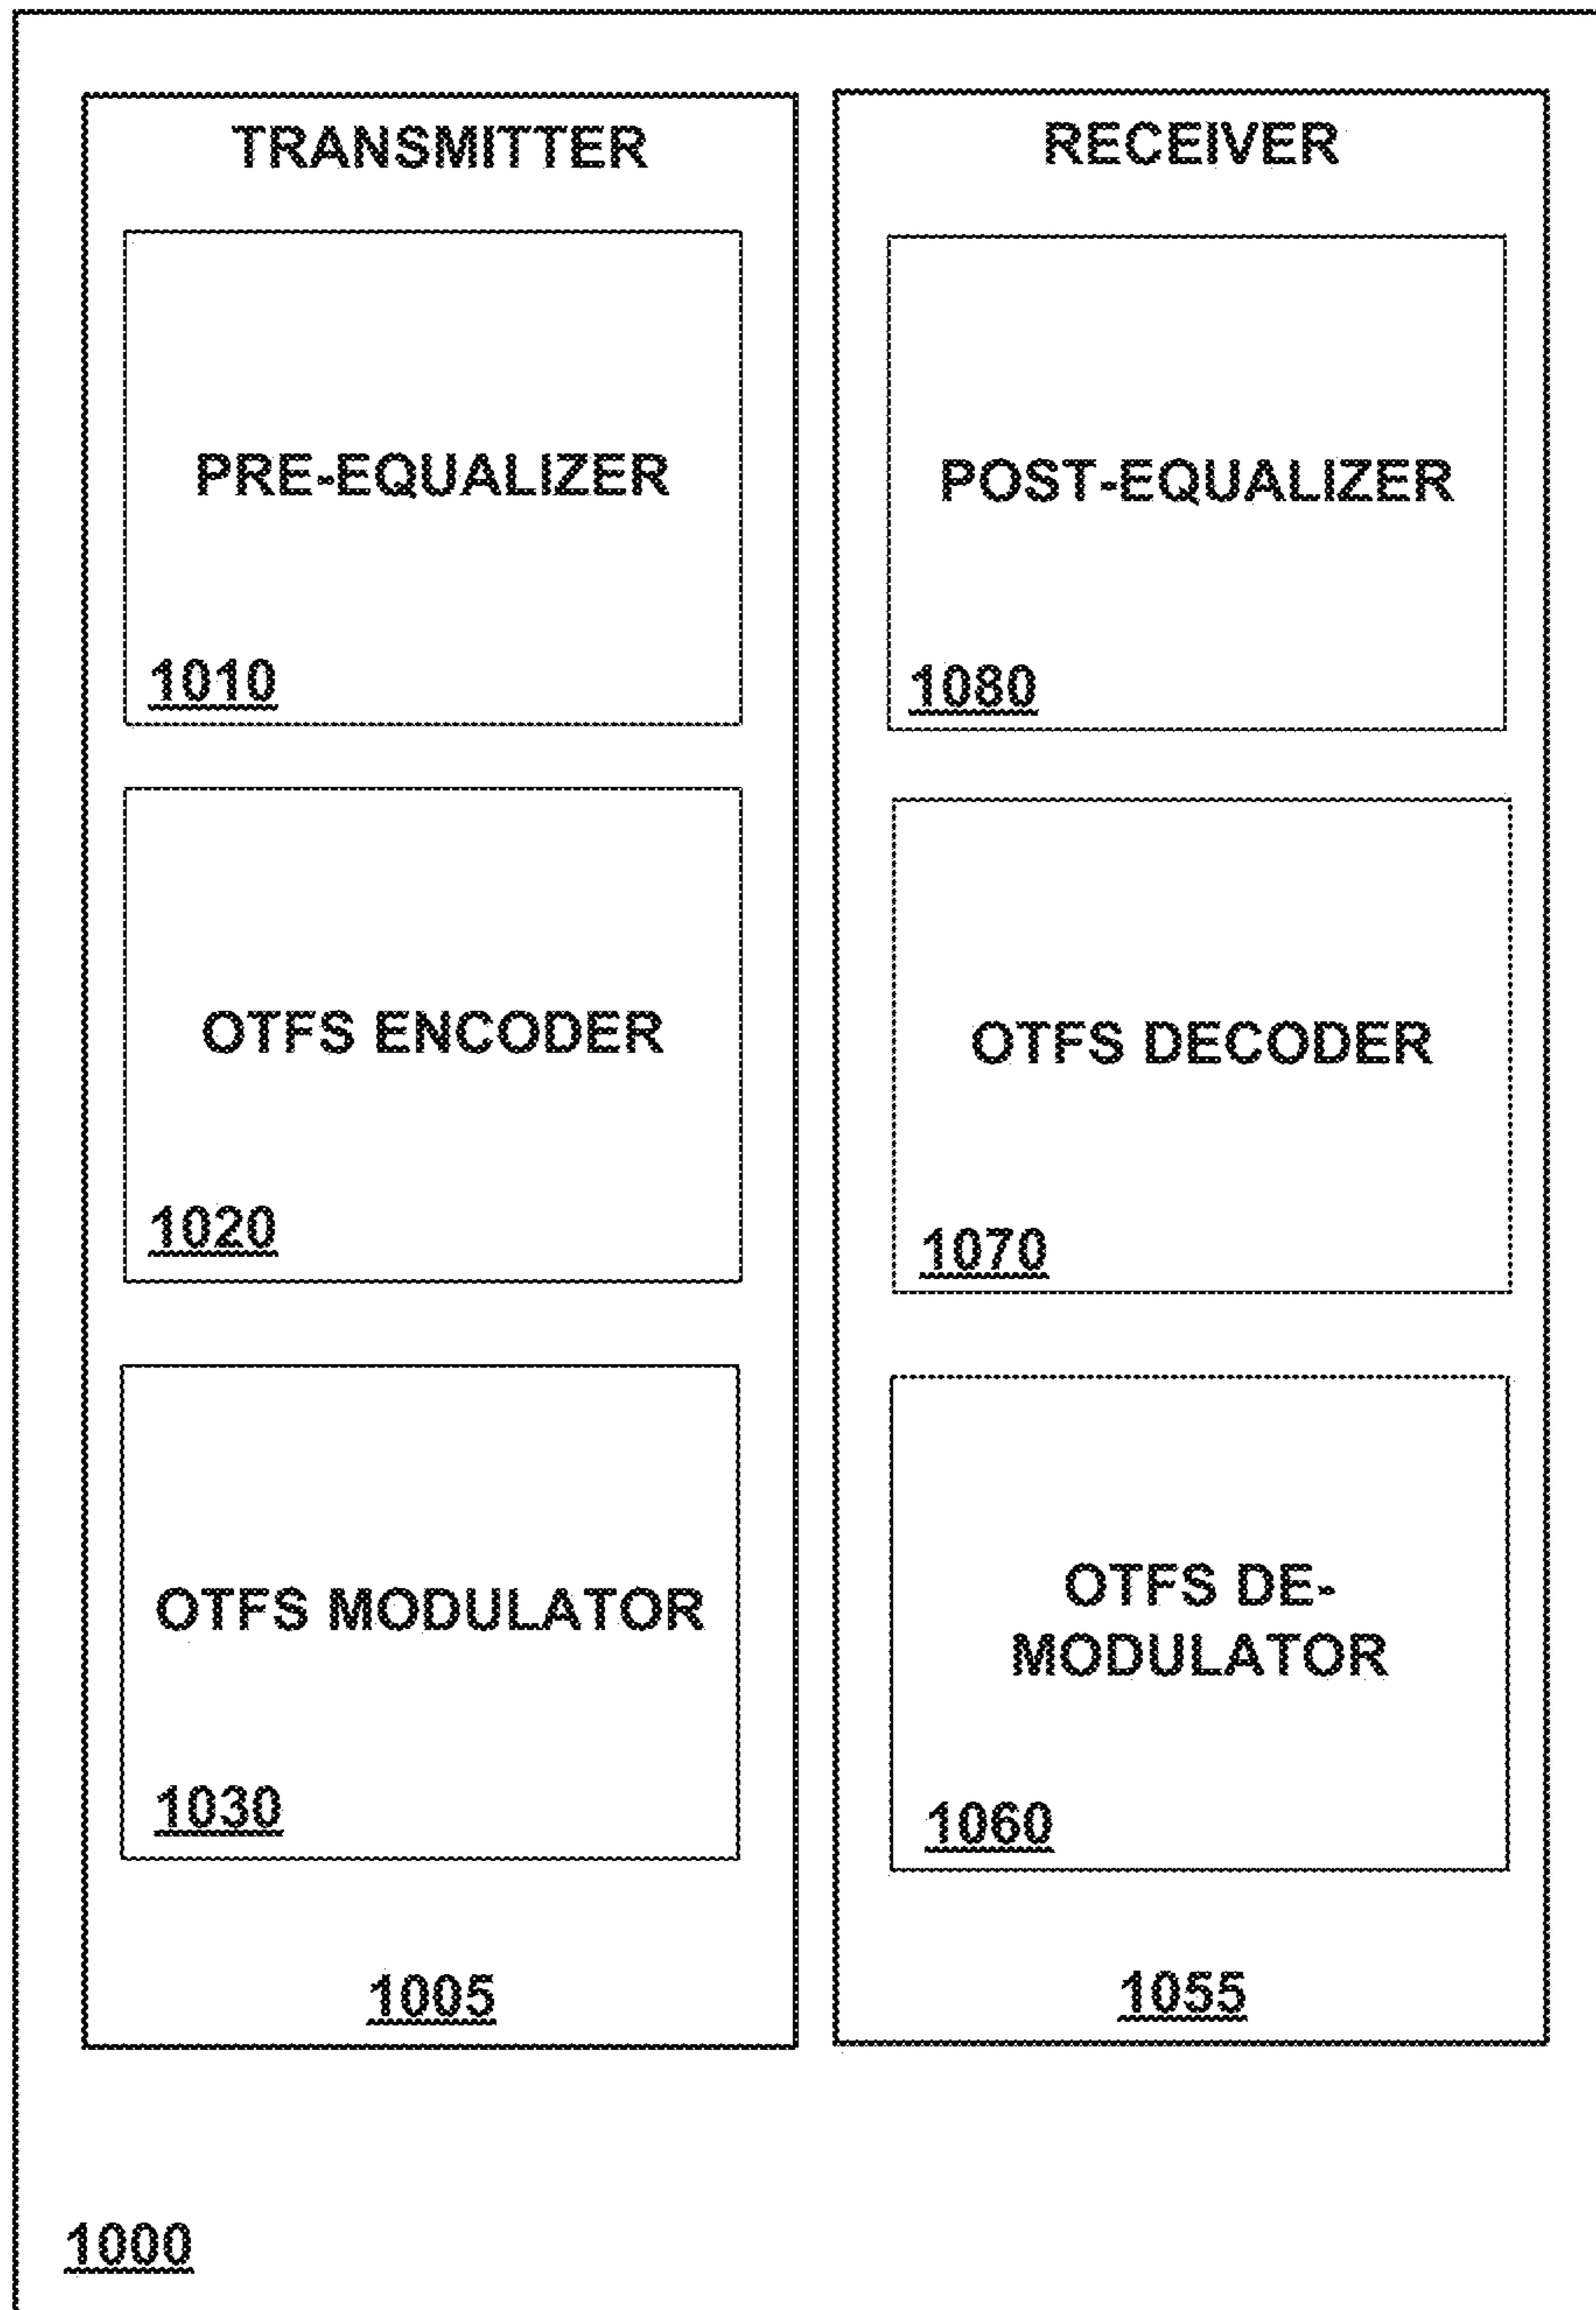 TRANSMITTER
PRE-EQUALIZER
1010
OTFS ENCODER
1020
OTFS MODULATOR
1030
1005
RECEIVER
POST-EQUALIZER
1080
OTFS DECODER
1070
OTFS DE-
MODULATOR
1060
1055
1000